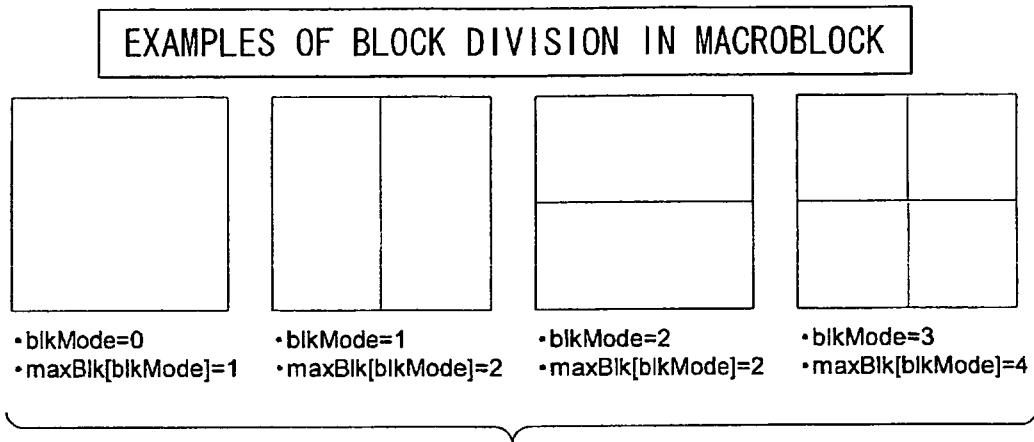 EXAMPLES OF BLOCK DIVISION IN MACROBLOCK
•blkMode=0
•maxBlk[blkMode]=1
•blkMode=1
•maxBlk[blkMode]=2
•blkMode=2
•maxBlk[blkMode]=2
•blkMode=3
•maxBlk[blkMode]=4